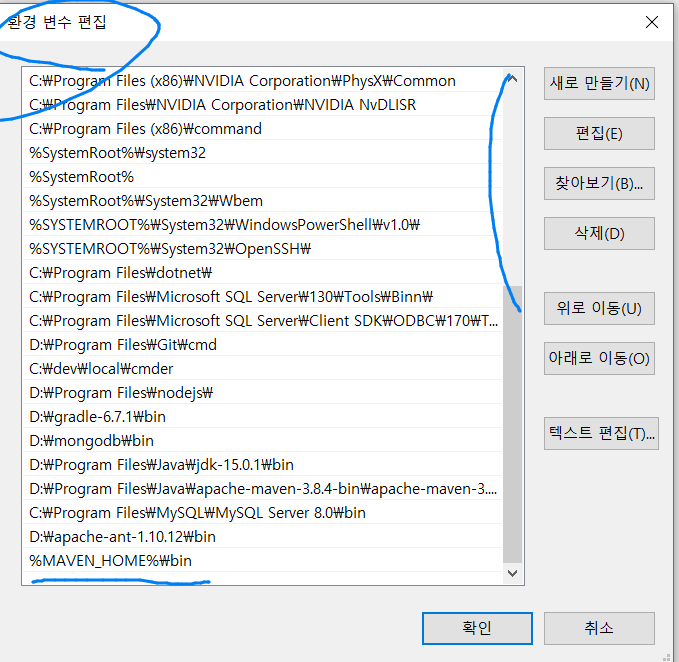 환경 변수 편집
C:₩Program Files (x86)₩NVIDIA Corporation₩PhysX₩Common
C:₩Program Files₩NVIDIA Corporation₩NVIDIA NvDLISR
C:₩Program Files (x86)₩command
%SystemRoot%₩system32
%SystemRoot%
%SystemRoot%₩System32₩Wbem
%SYSTEMROOT%₩System32₩WindowsPowerShell₩v1.0₩
%SYSTEMROOT%₩System32₩OpenSSH₩
C:₩Program Files₩dotnet₩
C:₩Program Files₩Microsoft SQL Server₩130₩Tools₩Binn₩
C:₩Program Files₩Microsoft SQL Server₩Client SDK₩ODBC₩170₩T...
D:₩Program Files₩Git₩cmd
C:₩dev₩local₩cmder
D:₩Program Files₩nodejs₩
D:₩gradle-6.7.1₩bin
D:₩mongodb₩bin
D:₩Program Files₩Java₩jdk-15.0.1₩bin
D:₩Program Files₩Java₩apache-maven-3.8.4-bin₩apache-maven-3....
C:₩Program Files₩MySQL₩MySQL Server 8.0₩bin
D:₩apache-ant-1.10.12₩bin
%MAVEN_HOME%₩bin
새로 만들기(N)
편집(E)
찾아보기(B)...
삭제(D)
위로 이동(U)
아래로 이동(O)
텍스트 편집(T)...
확인
취소